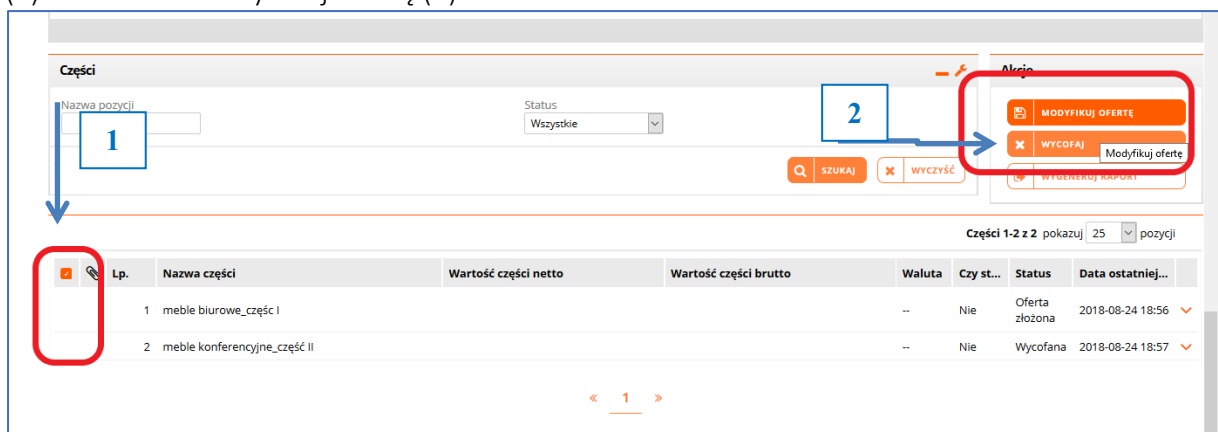 Części
Akcje
Nazwa pozycji
Status
Wszystkie
1
2
MODYFIKUJ OFERTĘ
WYCOFAJ
Modyfikuj ofertę
WYGENERUJ RAPORT
SZUKAJ
WYCZYŚĆ
Części 1-2 z 2 pokazuj 25 pozycji
Lp. Nazwa części Wartość części netto Wartość części brutto Waluta Czy st... Status Data ostatniej...
1 meble biurowe_częśc I -- Nie Oferta złożona 2018-08-24 18:56
2 meble konferencyjne_część II -- Nie Wycofana 2018-08-24 18:57
« 1 »